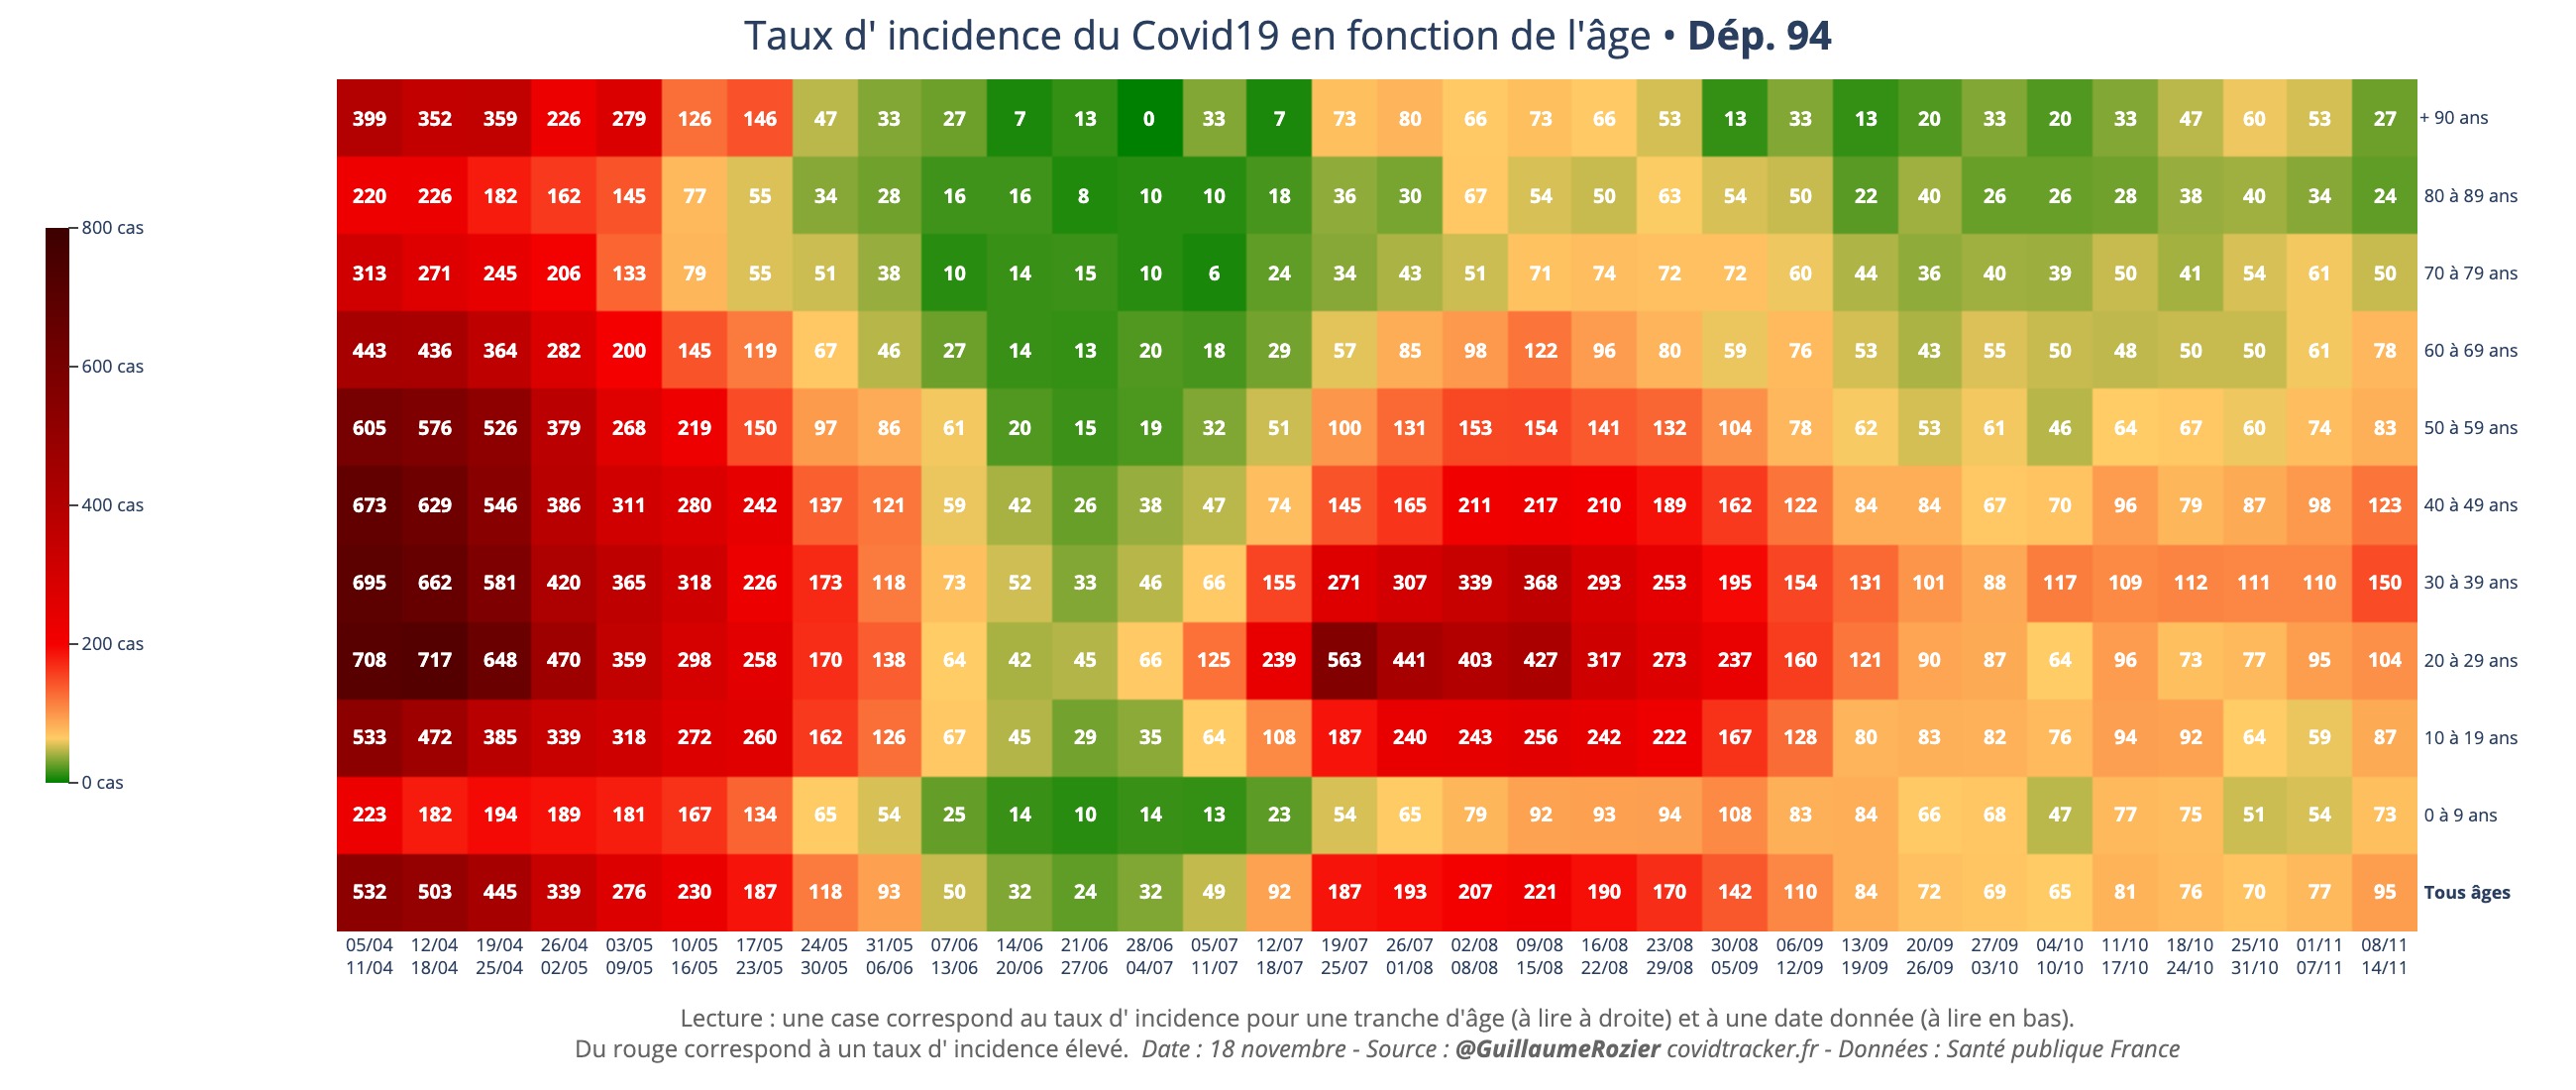 Taux d' incidence du Covid19 en fonction de l'âge • Dép. 94
800 cas
600 cas
400 cas
200 cas
0 cas
399 352 359 226 279 126 146 47 33 27 7 13 0 33 7 73 80 66 73 66 53 13 33 13 20 33 20 33 47 60 53 27 + 90 ans
220 226 182 162 145 77 55 34 28 16 16 8 10 10 18 36 30 67 54 50 63 54 50 22 40 26 26 28 38 40 34 24 80 à 89 ans
313 271 245 206 133 79 55 51 38 10 14 15 10 6 24 34 43 51 71 74 72 72 60 44 36 40 39 50 41 54 61 50 70 à 79 ans
443 436 364 282 200 145 119 67 46 27 14 13 20 18 29 57 85 98 122 96 80 59 76 53 43 55 50 48 50 50 61 78 60 à 69 ans
605 576 526 379 268 219 150 97 86 61 20 15 19 32 51 100 131 153 154 141 132 104 78 62 53 61 46 64 67 60 74 83 50 à 59 ans
673 629 546 386 311 280 242 137 121 59 42 26 38 47 74 145 165 211 217 210 189 162 122 84 84 67 70 96 79 87 98 123 40 à 49 ans
695 662 581 420 365 318 226 173 118 73 52 33 46 66 155 271 307 339 368 293 253 195 154 131 101 88 117 109 112 111 110 150 30 à 39 ans
708 717 648 470 359 298 258 170 138 64 42 45 66 125 239 563 441 403 427 317 273 237 160 121 90 87 64 96 73 77 95 104 20 à 29 ans
533 472 385 339 318 272 260 162 126 67 45 29 35 64 108 187 240 243 256 242 222 167 128 80 83 82 76 94 92 64 59 87 10 à 19 ans
223 182 194 189 181 167 134 65 54 25 14 10 14 13 23 54 65 79 92 93 94 108 83 84 66 68 47 77 75 51 54 73 0 à 9 ans
532 503 445 339 276 230 187 118 93 50 32 24 32 49 92 187 193 207 221 190 170 142 110 84 72 69 65 81 76 70 77 95 Tous âges
05/04 12/04 19/04 26/04 03/05 10/05 17/05 24/05 31/05 07/06 14/06 21/06 28/06 05/07 12/07 19/07 26/07 02/08 09/08 16/08 23/08 30/08 06/09 13/09 20/09 27/09 04/10 11/10 18/10 25/10 01/11 08/11
11/04 18/04 25/04 02/05 09/05 16/05 23/05 30/05 06/06 13/06 20/06 27/06 04/07 11/07 18/07 25/07 01/08 08/08 15/08 22/08 29/08 05/09 12/09 19/09 26/09 03/10 10/10 17/10 24/10 31/10 07/11 14/11
Lecture : une case correspond au taux d' incidence pour une tranche d'âge (à lire à droite) et à une date donnée (à lire en bas).
Du rouge correspond à un taux d' incidence élevé. Date : 18 novembre - Source : @GuillaumeRozier covidtracker.fr - Données : Santé publique France